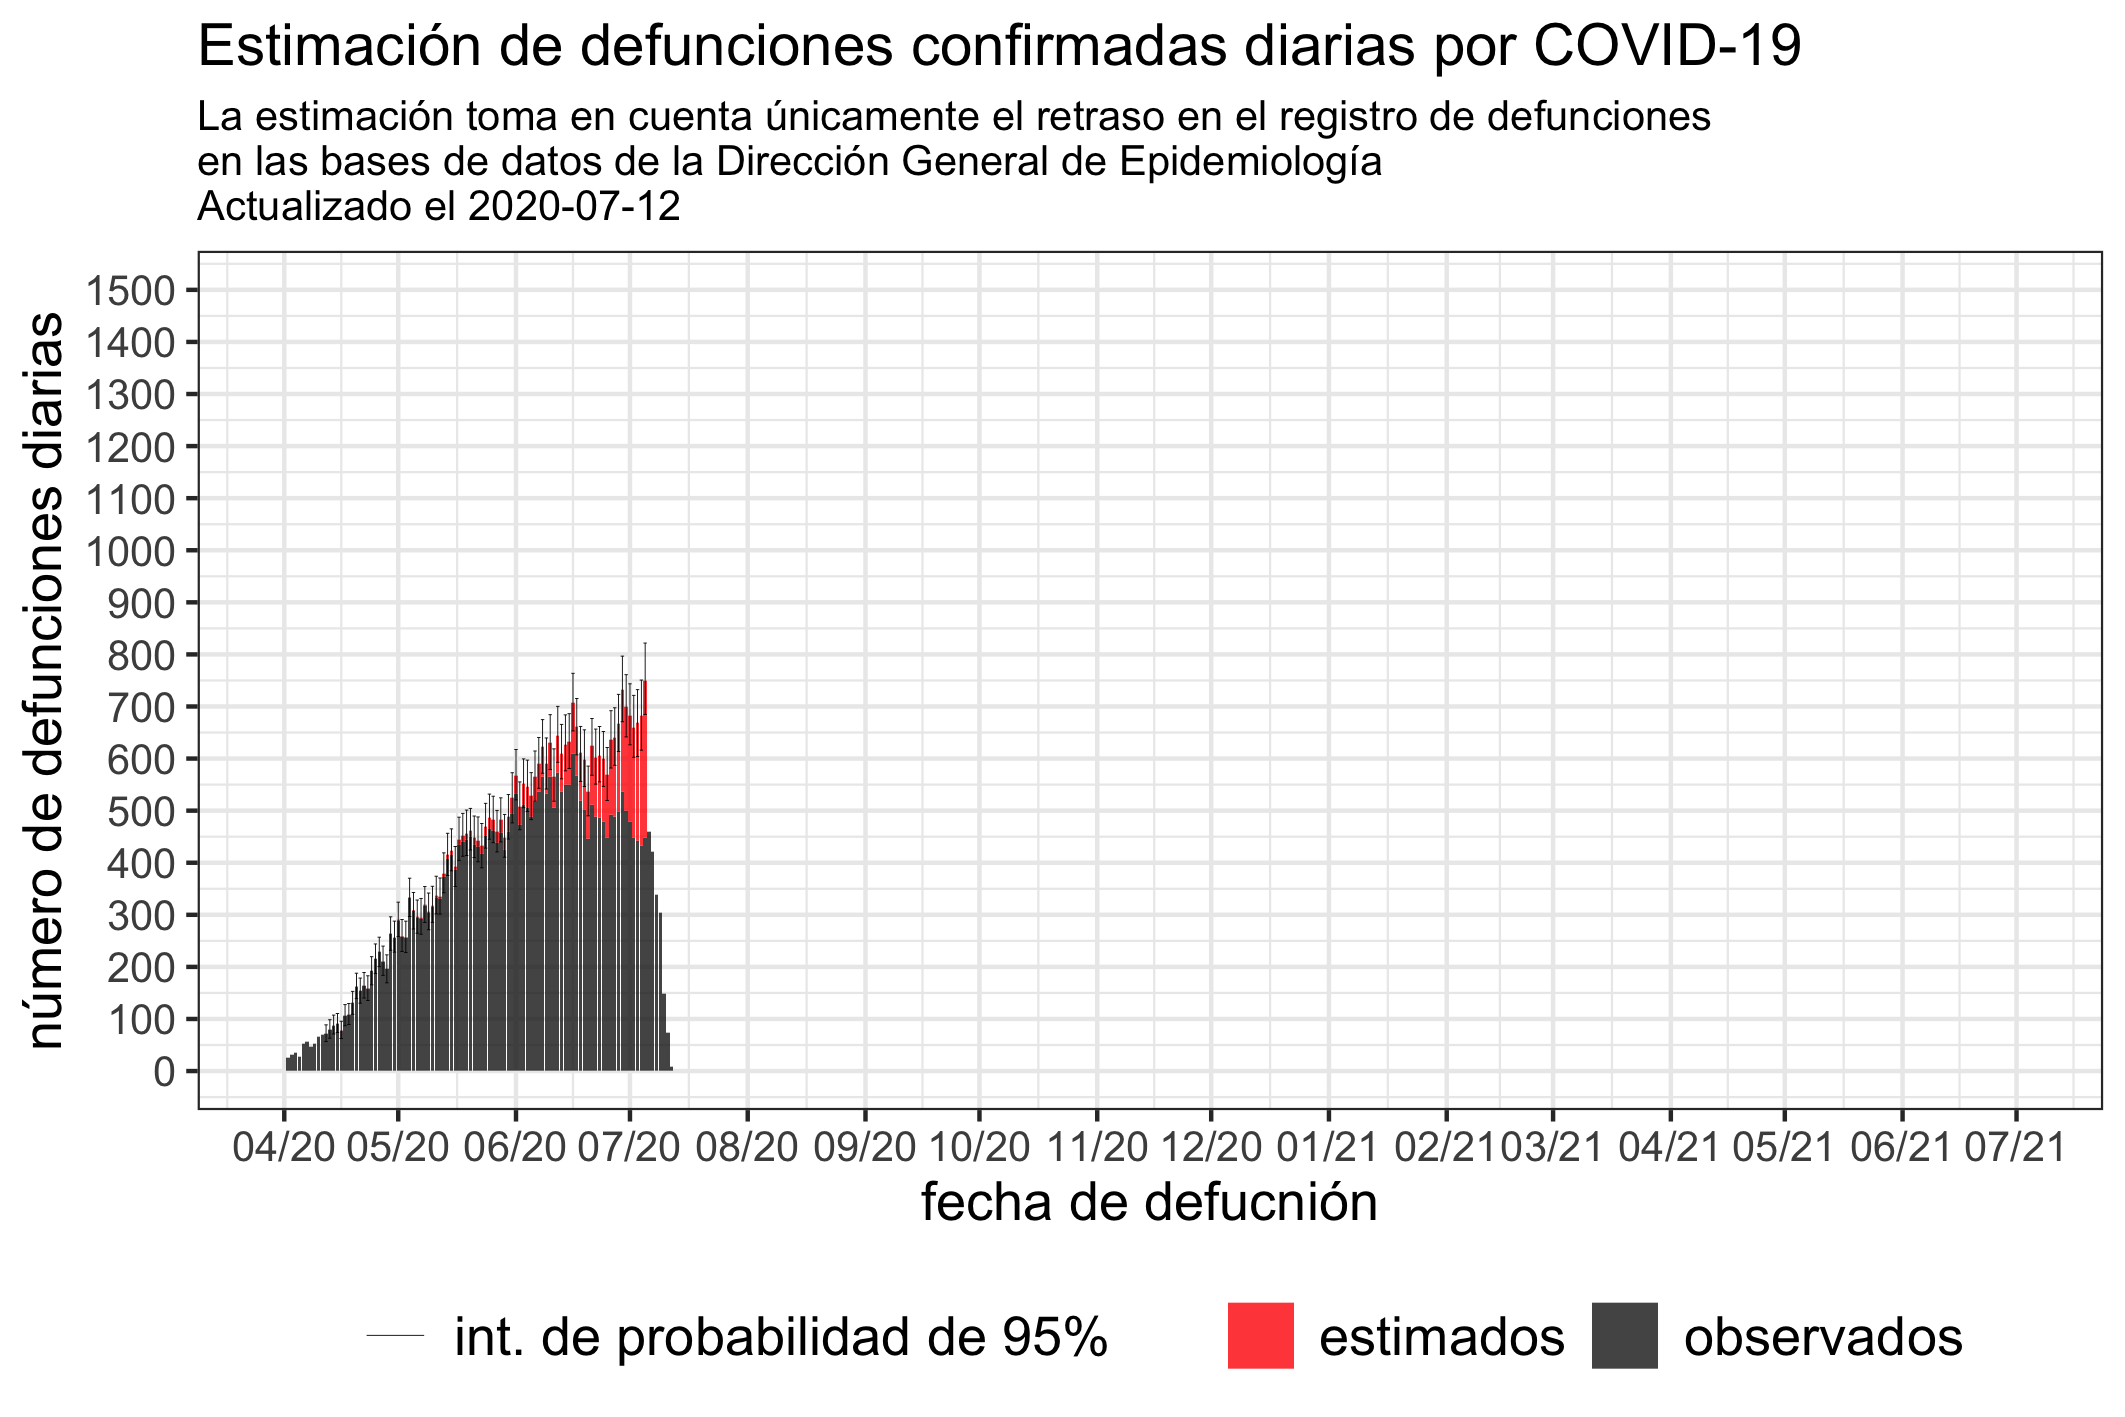 Estimación de defunciones confirmadas diarias por COVID-19
La estimación toma en cuenta únicamente el retraso en el registro de defunciones
en las bases de datos de la Dirección General de Epidemiología
Actualizado el 2020-07-12
número de defunciones diarias
1500
1400
1300
1200
1100
1000
900
800
700
600
500
400
300
200
100
0
04/20 05/20 06/20 07/20 08/20 09/20 10/20 11/20 12/20 01/21 02/21 03/21 04/21 05/21 06/21 07/21
fecha de defucnión
int. de probabilidad de 95% estimados observados